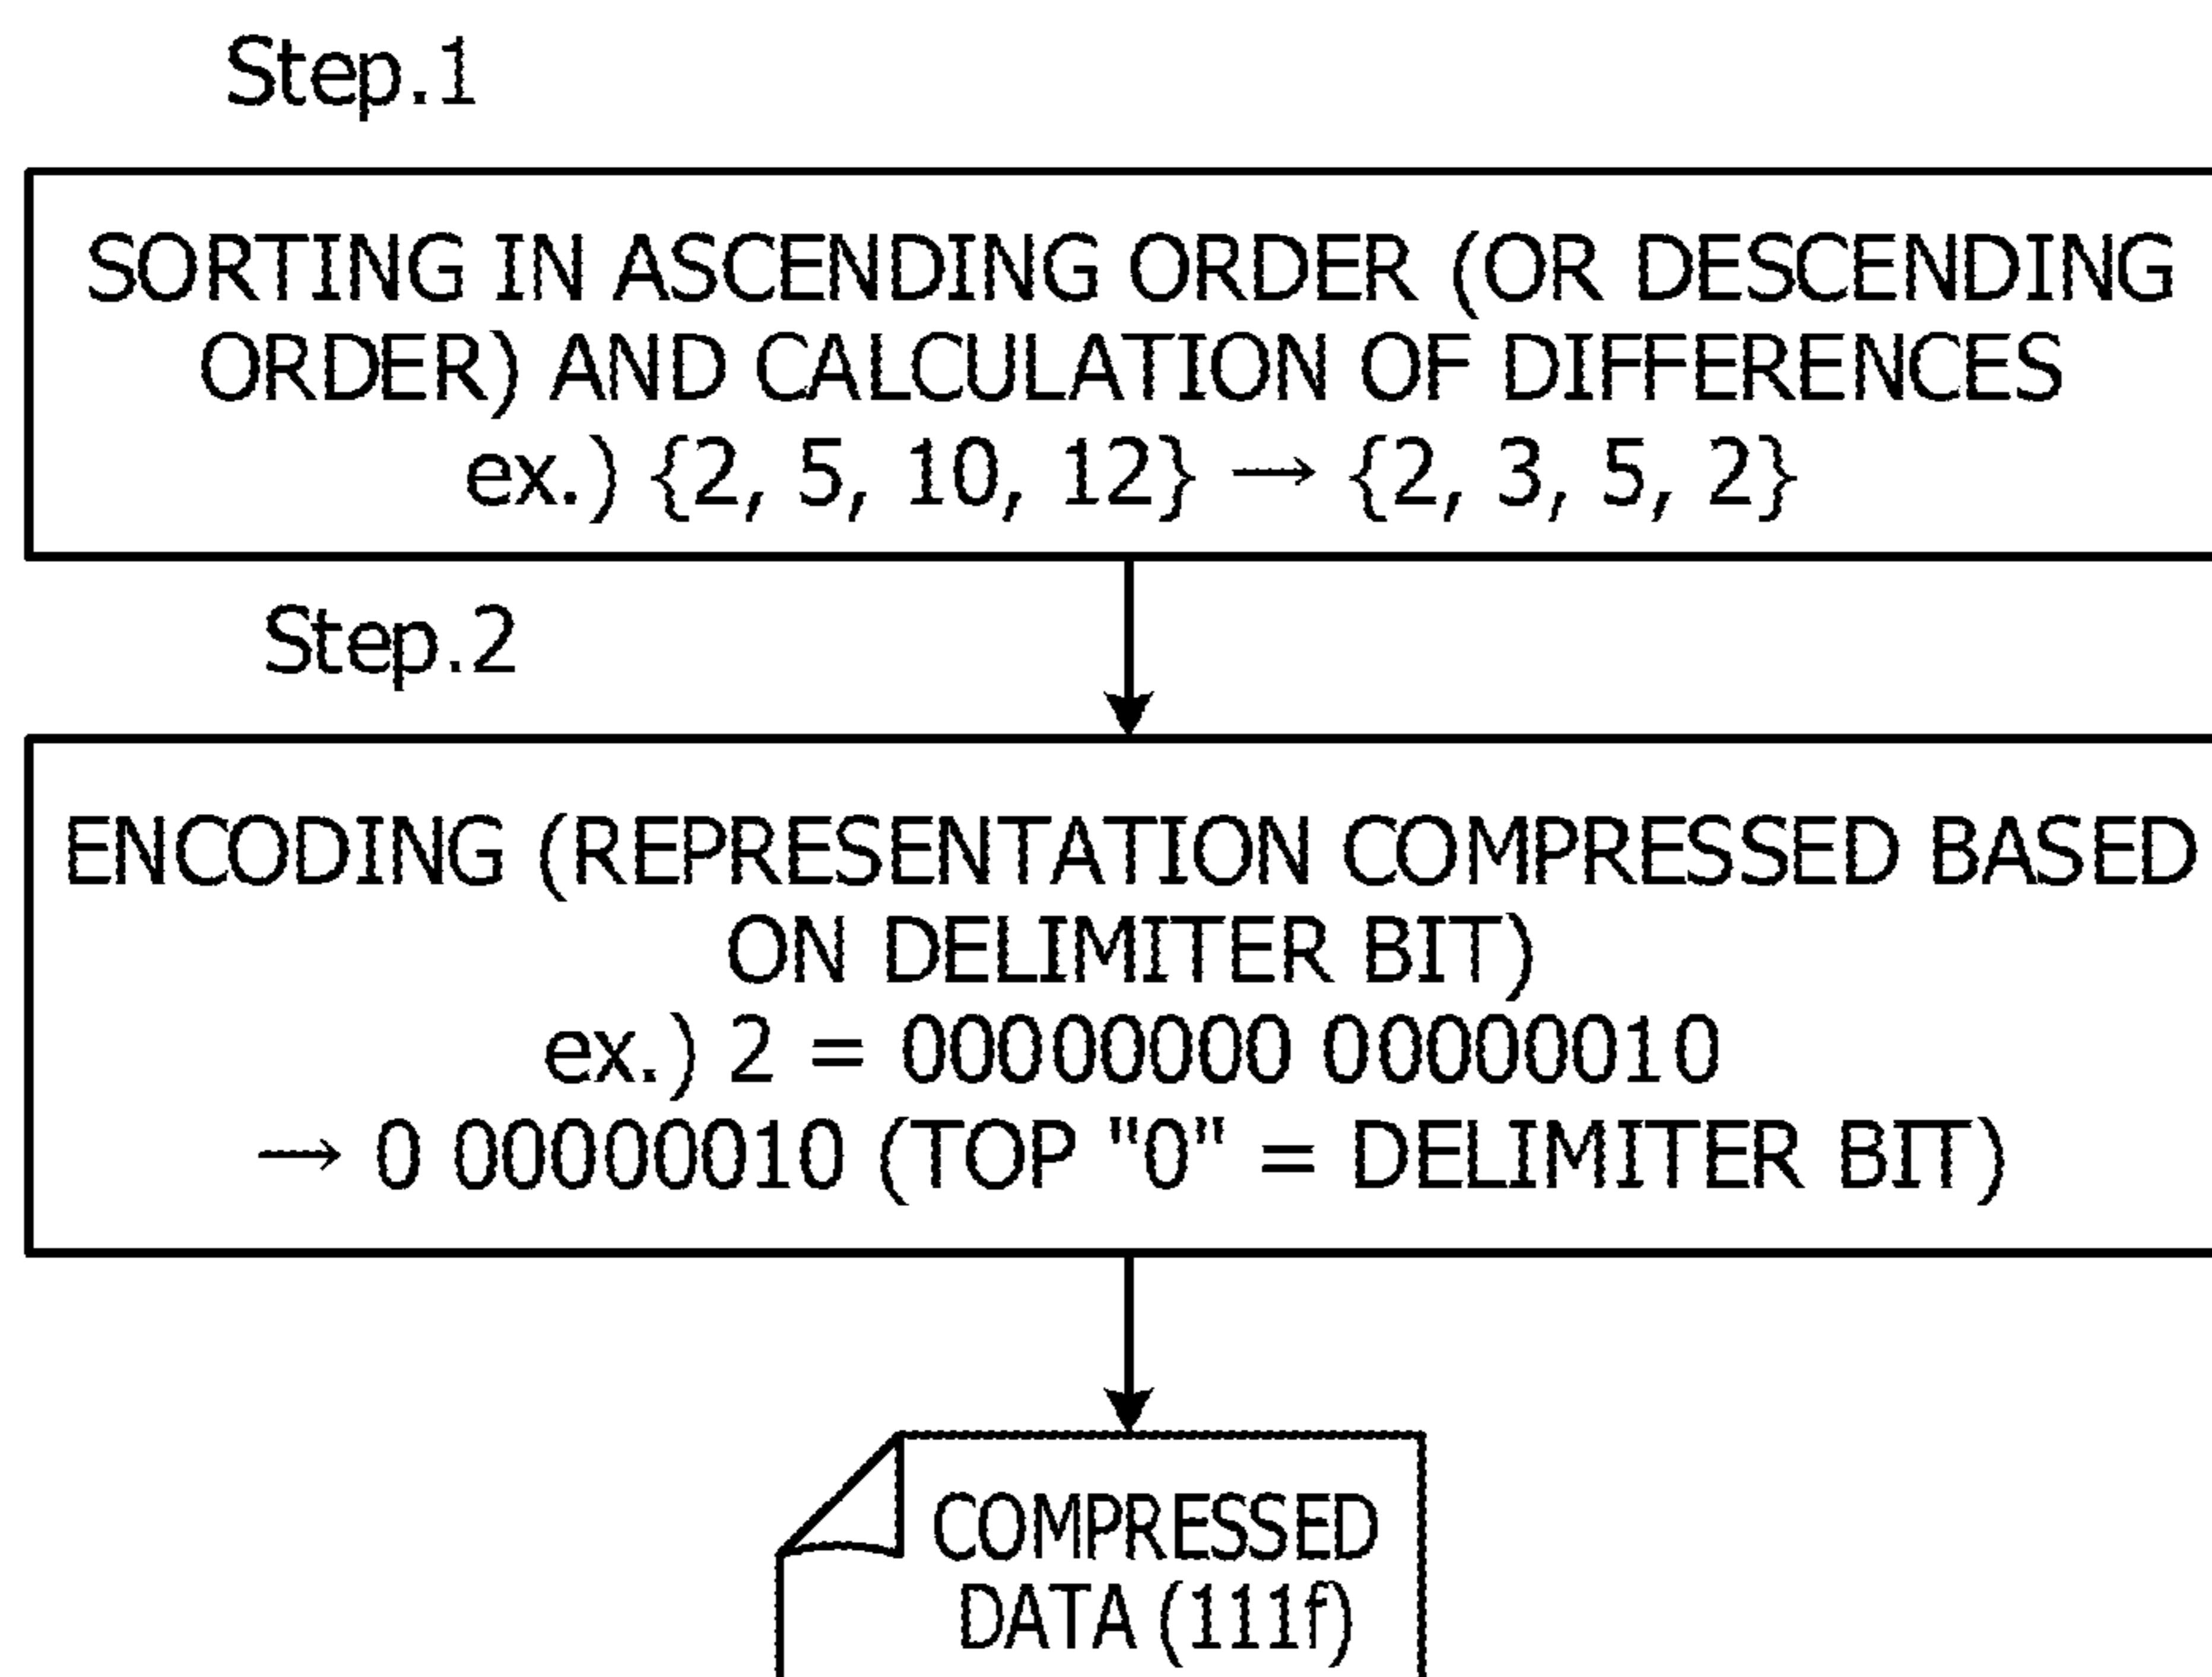 Step.1
SORTING IN ASCENDING ORDER (OR DESCENDING
ORDER) AND CALCULATION OF DIFFERENCES
ex.) {2, 5, 10, 12} → {2, 3, 5, 2}
Step.2
ENCODING (REPRESENTATION COMPRESSED BASED
ON DELIMITER BIT)
ex.) 2 = 00000000 00000010
→ 0 00000010 (TOP "0" = DELIMITER BIT)
COMPRESSED
DATA (111f)